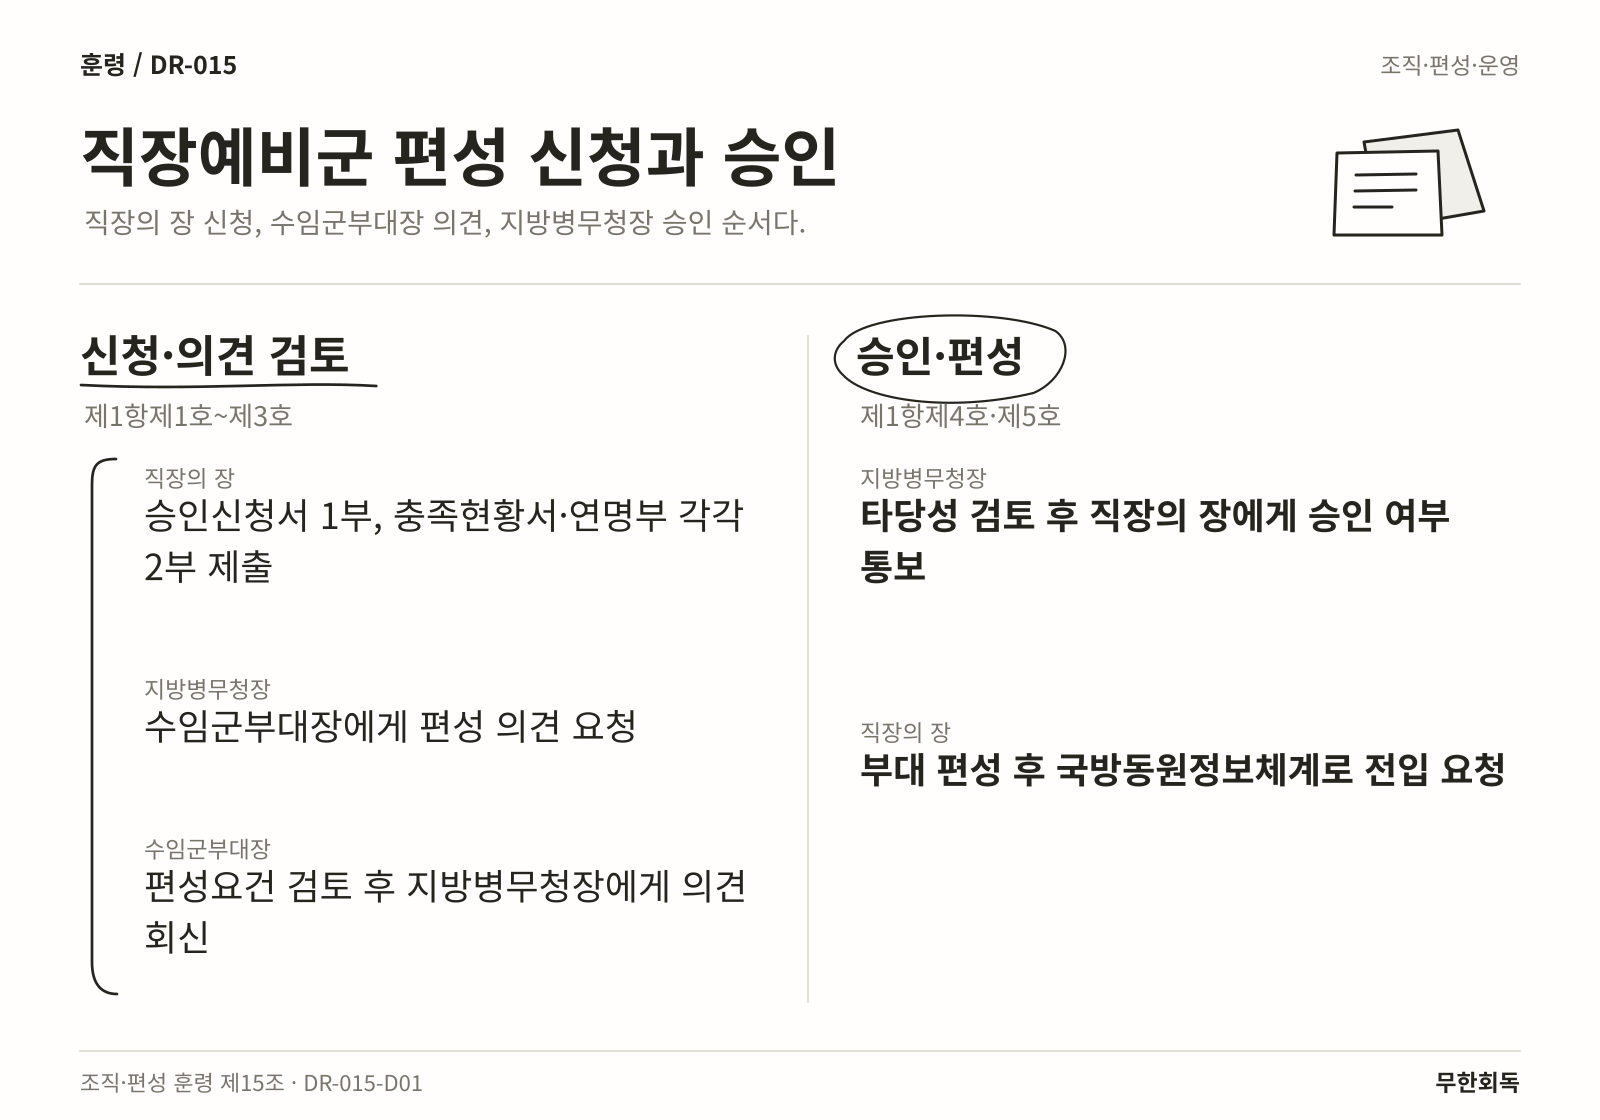 훈령 / DR-015
조직·편성·운영
직장예비군 편성 신청과 승인
직장의 장 신청, 수임군부대장 의견, 지방병무청장 승인 순서다.
신청·의견 검토
제1항제1호~제3호
직장의 장
승인신청서 1부, 충족현황서·연명부 각각
2부 제출
지방병무청장
수임군부대장에게 편성 의견 요청
수임군부대장
편성요건 검토 후 지방병무청장에게 의견
회신
승인·편성
제1항제4호·제5호
지방병무청장
타당성 검토 후 직장의 장에게 승인 여부
통보
직장의 장
부대 편성 후 국방동원정보체계로 전입 요청
조직·편성 훈령 제15조 · DR-015-D01
무한회독